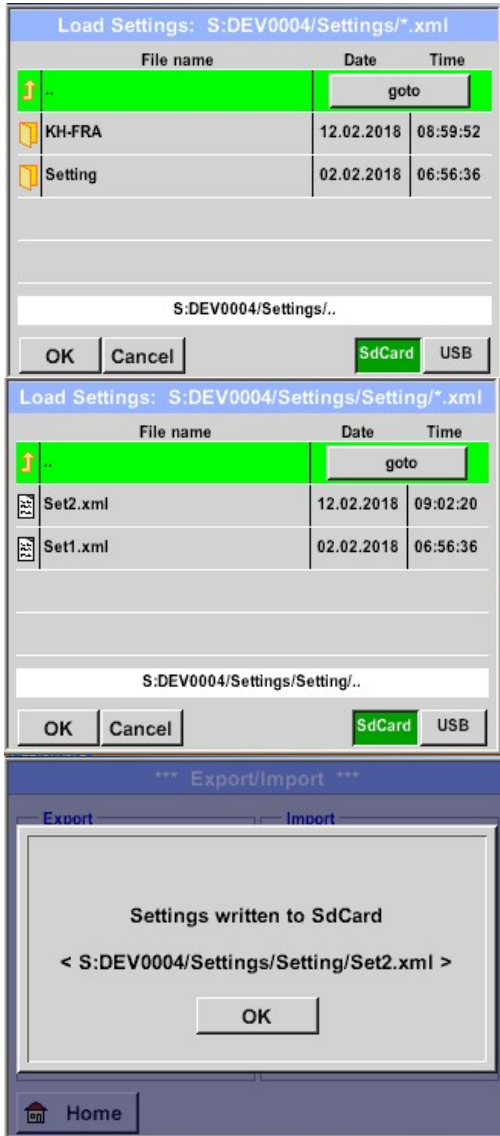 Load Settings: S:DEV0004/Settings/*.xml
File name Date Time
.. goto
KH-FRA 12.02.2018 08:59:52
Setting 02.02.2018 06:56:36
S:DEV0004/Settings/..
OK Cancel SdCard USB
Load Settings: S:DEV0004/Settings/Setting/*.xml
File name Date Time
.. goto
Set2.xml 12.02.2018 09:02:20
Set1.xml 02.02.2018 06:56:36
S:DEV0004/Settings/Setting/..
OK Cancel SdCard USB
*** Export/Import ***
Export Import
Settings written to SdCard
< S:DEV0004/Settings/Setting/Set2.xml >
OK
Home